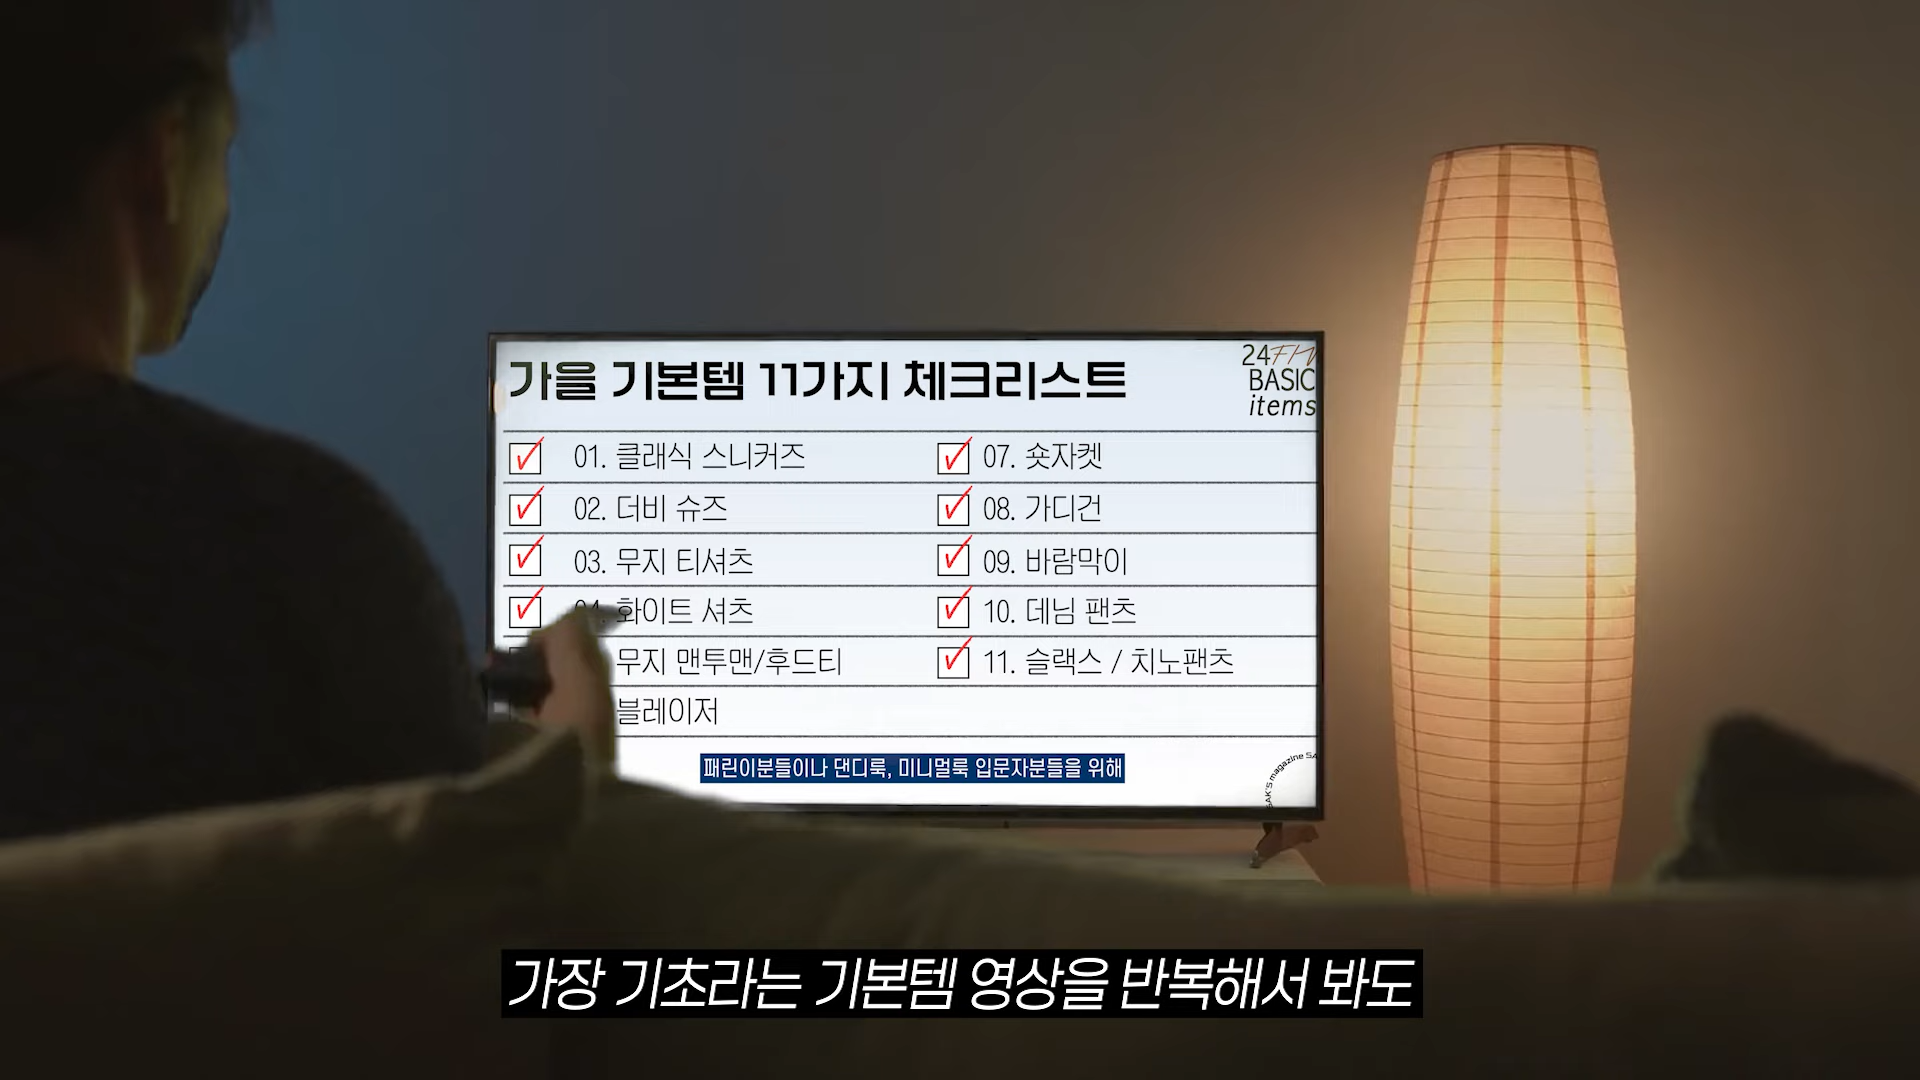 가을 기본템 11가지 체크리스트
24
BASIC
items
01. 클래식 스니커즈
02. 더비 슈즈
03. 무지 티셔츠
04. 화이트 셔츠
무지 맨투맨/후드티
블레이저
07. 숏자켓
08. 가디건
09. 바람막이
10. 데님 팬츠
11. 슬랙스 / 치노팬츠
패린이분들이나 댄디룩, 미니멀룩 입문자분들을 위해
SAK'S magazine
가장 기초라는 기본템 영상을 반복해서 봐도